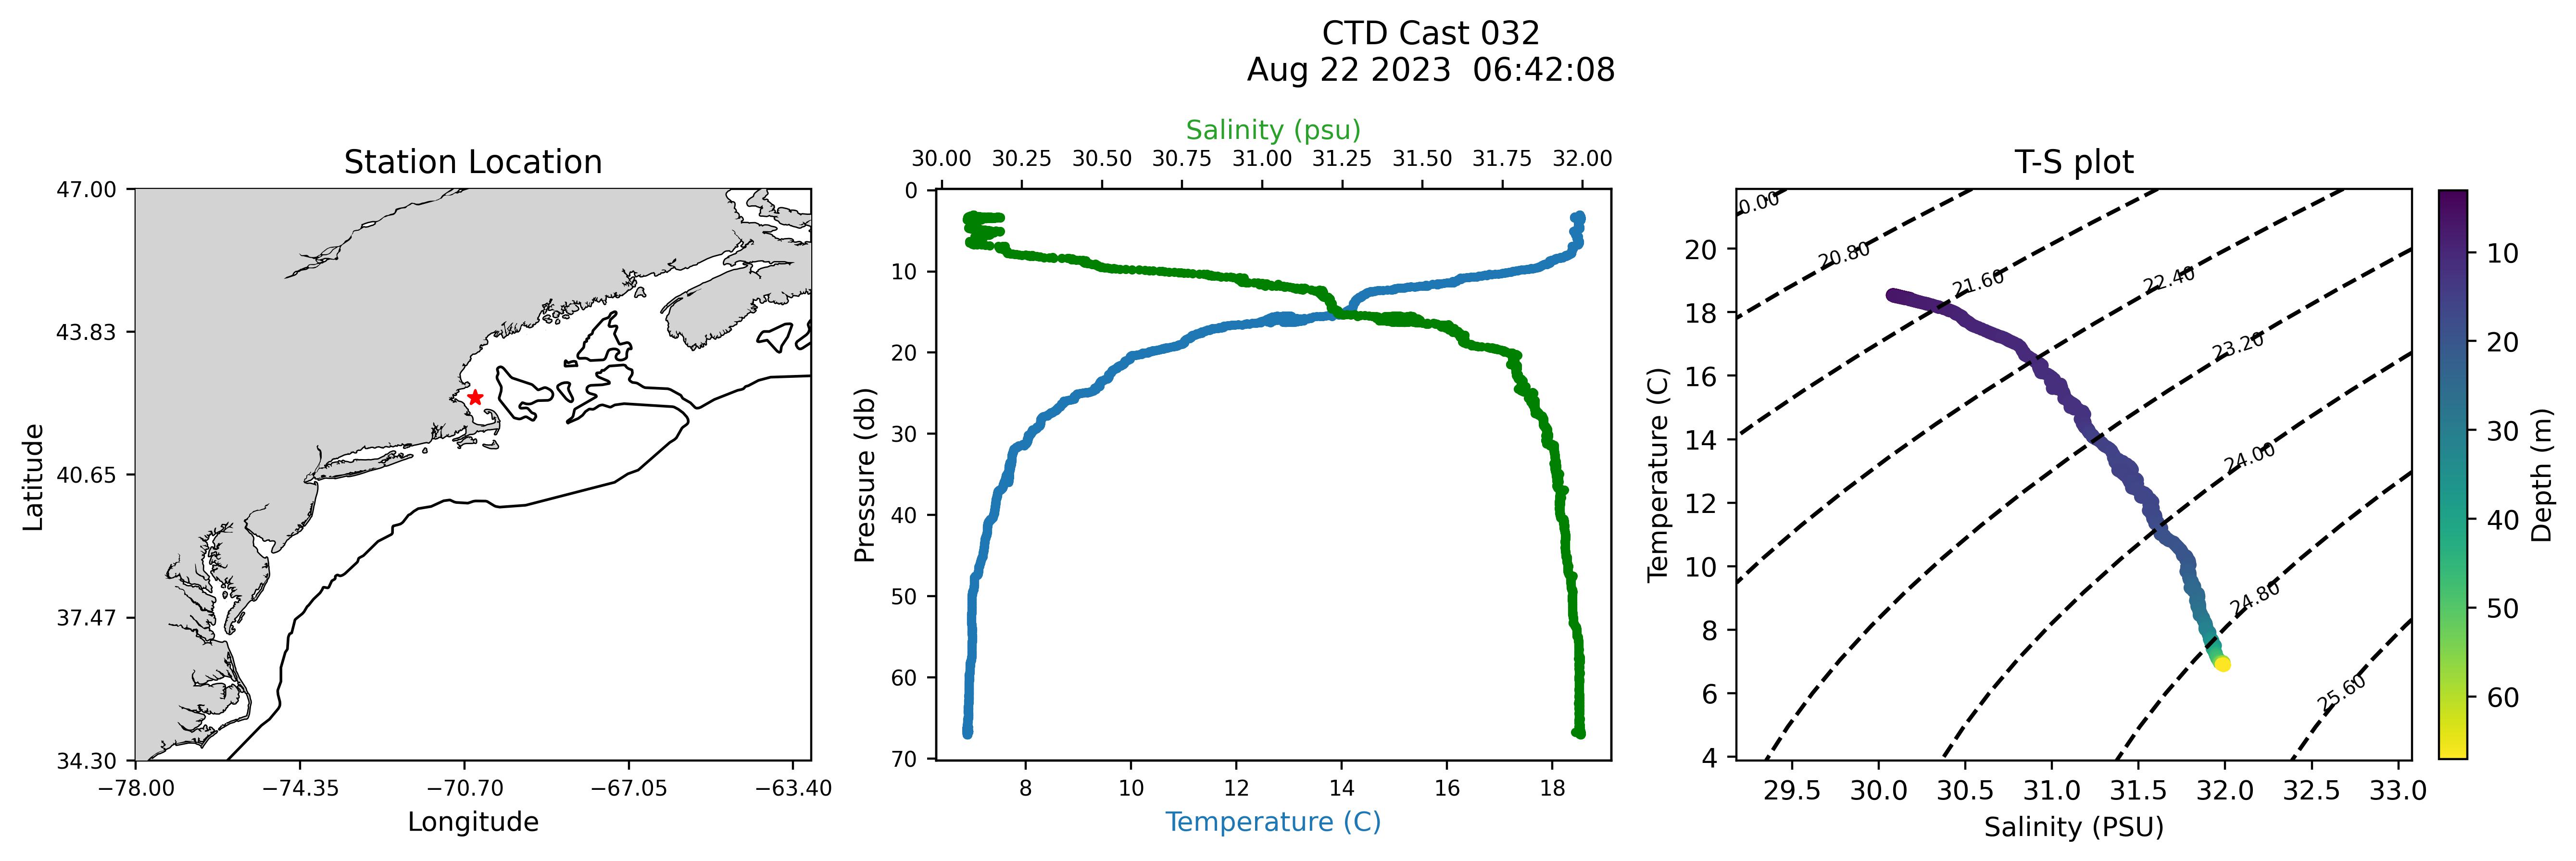 CTD Cast 032
Aug 22 2023  06:42:08
Station Location
47.00
43.83
40.65
37.47
34.30
Latitude
−78.00 −74.35 −70.70 −67.05 −63.40
Longitude
Salinity (psu)
30.00 30.25 30.50 30.75 31.00 31.25 31.50 31.75 32.00
0
10
20
30
40
50
60
70
Pressure (db)
8 10 12 14 16 18
Temperature (C)
T-S plot
20
18
16
14
12
10
8
6
4
Temperature (C)
0.00
20.80
21.60
22.40
23.20
24.00
24.80
25.60
29.5 30.0 30.5 31.0 31.5 32.0 32.5 33.0
Salinity (PSU)
10
20
30
40
50
60
Depth (m)